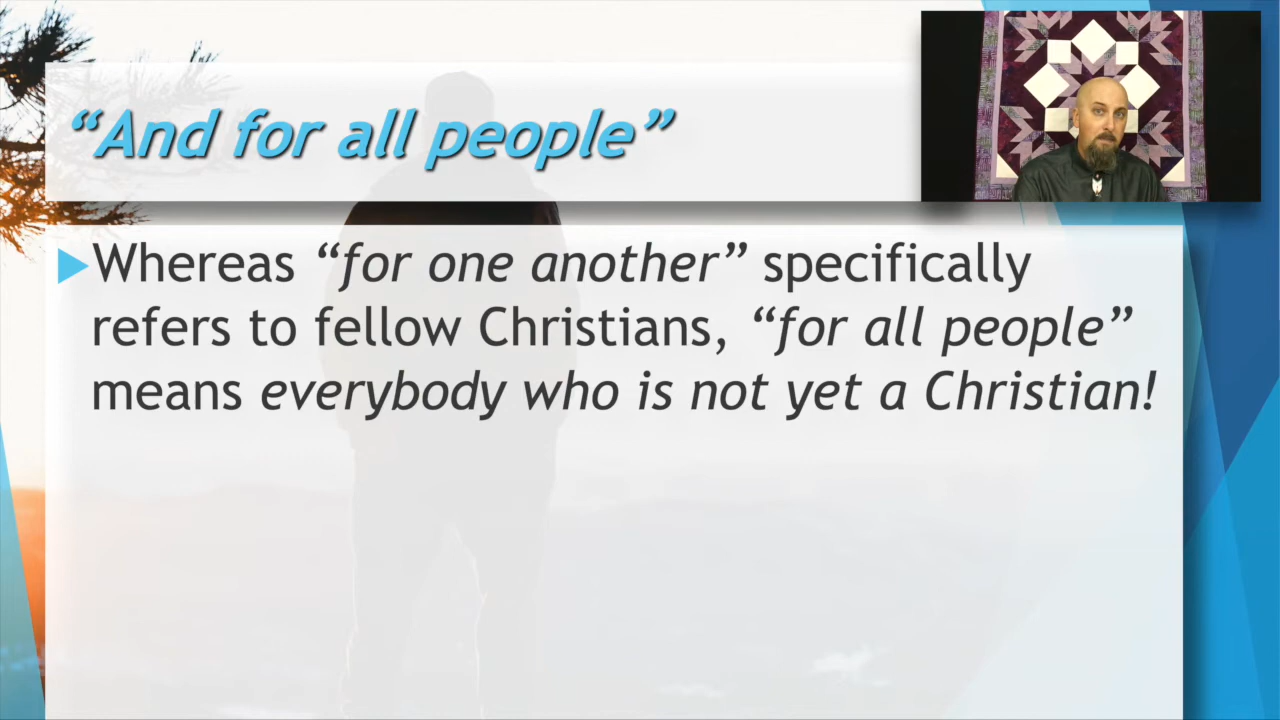 “And for all people”
Whereas “for one another” specifically
refers to fellow Christians, “for all people”
means everybody who is not yet a Christian!